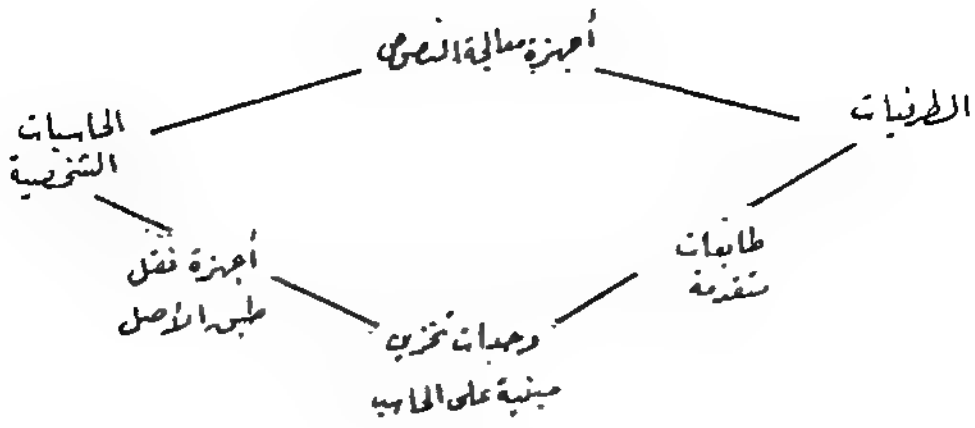 أجهزة معالجة النصوص
الطرفيات
الحاسبات
الشخصية
طابعات
متقدمة
أجهزة نقل
طبق الأصل
وحدات تخزين
مبنية على الحاسب